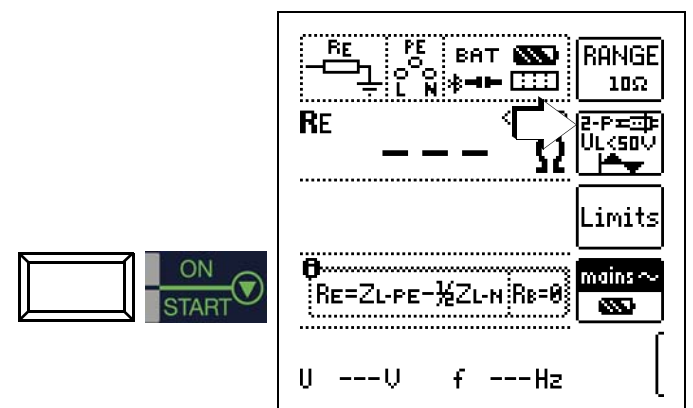 RE PE BAT
L N
RANGE
10Ω
RE
--- Ω
2-P
UL<50V
Limits
ON
START
RE=ZL-PE-½ZL-N RB=0
mains~
U ---V f ---Hz